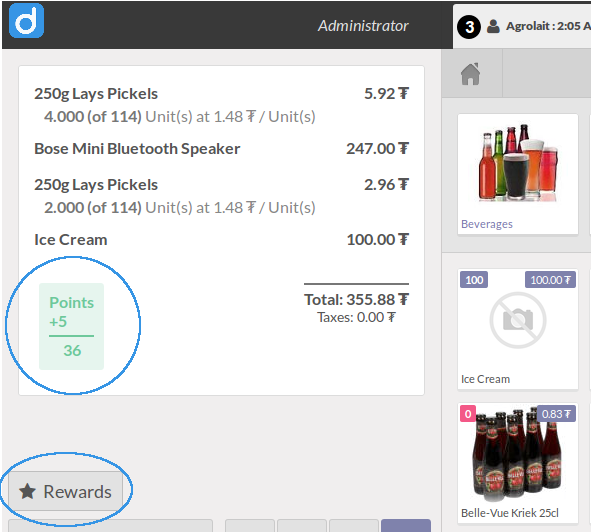 d
Administrator
3 Agrolait : 2:05 A
250g Lays Pickels 5.92 ₮
4.000 (of 114) Unit(s) at 1.48 ₮ / Unit(s)
Bose Mini Bluetooth Speaker 247.00 ₮
250g Lays Pickels 2.96 ₮
2.000 (of 114) Unit(s) at 1.48 ₮ / Unit(s)
Ice Cream 100.00 ₮
Points
+5
36
Total: 355.88 ₮
Taxes: 0.00 ₮
Rewards
Beverages
100 100.00 ₮
Ice Cream
0 0.83 ₮
Belle-Vue Kriek 25cl